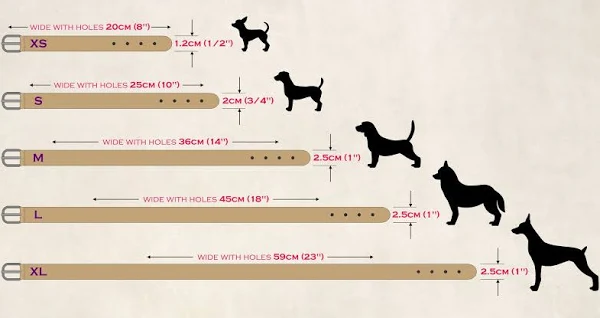 WIDE WITH HOLES 20CM (8")
XS 1.2CM (1/2")
WIDE WITH HOLES 25CM (10")
S 2CM (3/4")
WIDE WITH HOLES 36CM (14")
M 2.5CM (1")
WIDE WITH HOLES 45CM (18")
L 2.5CM (1")
WIDE WITH HOLES 59CM (23")
XL 2.5CM (1")